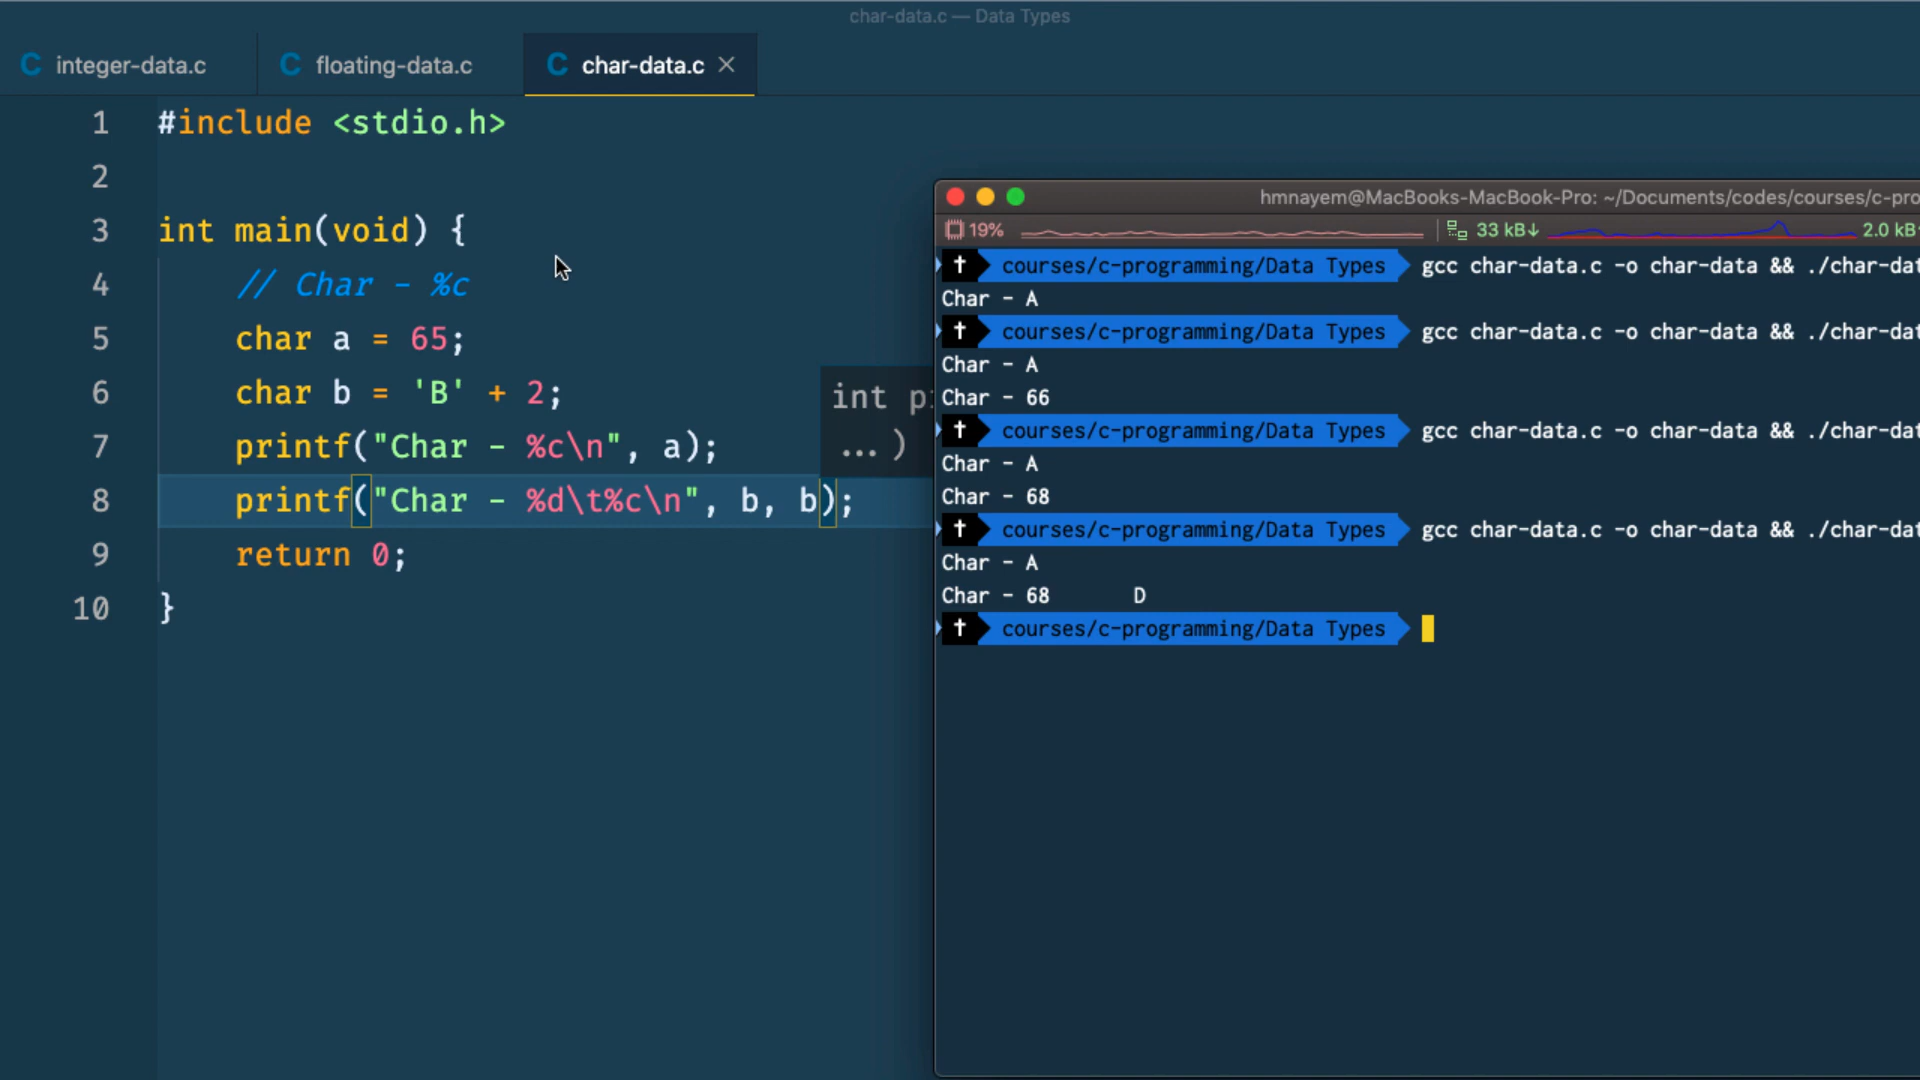 char-data.c — Data Types
integer-data.c floating-data.c char-data.c
1 #include <stdio.h>
2
3 int main(void) {
4 // Char - %c
5 char a = 65;
6 char b = 'B' + 2;
7 printf("Char - %c\n", a);
8 printf("Char - %d\t%c\n", b, b);
9 return 0;
10 }
int
...)
hmnayem@MacBooks-MacBook-Pro: ~/Documents/codes/courses/c-pro
19% 33 kB↓ 2.0 kB
courses/c-programming/Data Types gcc char-data.c -o char-data && ./char-dat
Char - A
courses/c-programming/Data Types gcc char-data.c -o char-data && ./char-dat
Char - A
Char - 66
courses/c-programming/Data Types gcc char-data.c -o char-data && ./char-dat
Char - A
Char - 68
courses/c-programming/Data Types gcc char-data.c -o char-data && ./char-dat
Char - A
Char - 68 D
courses/c-programming/Data Types